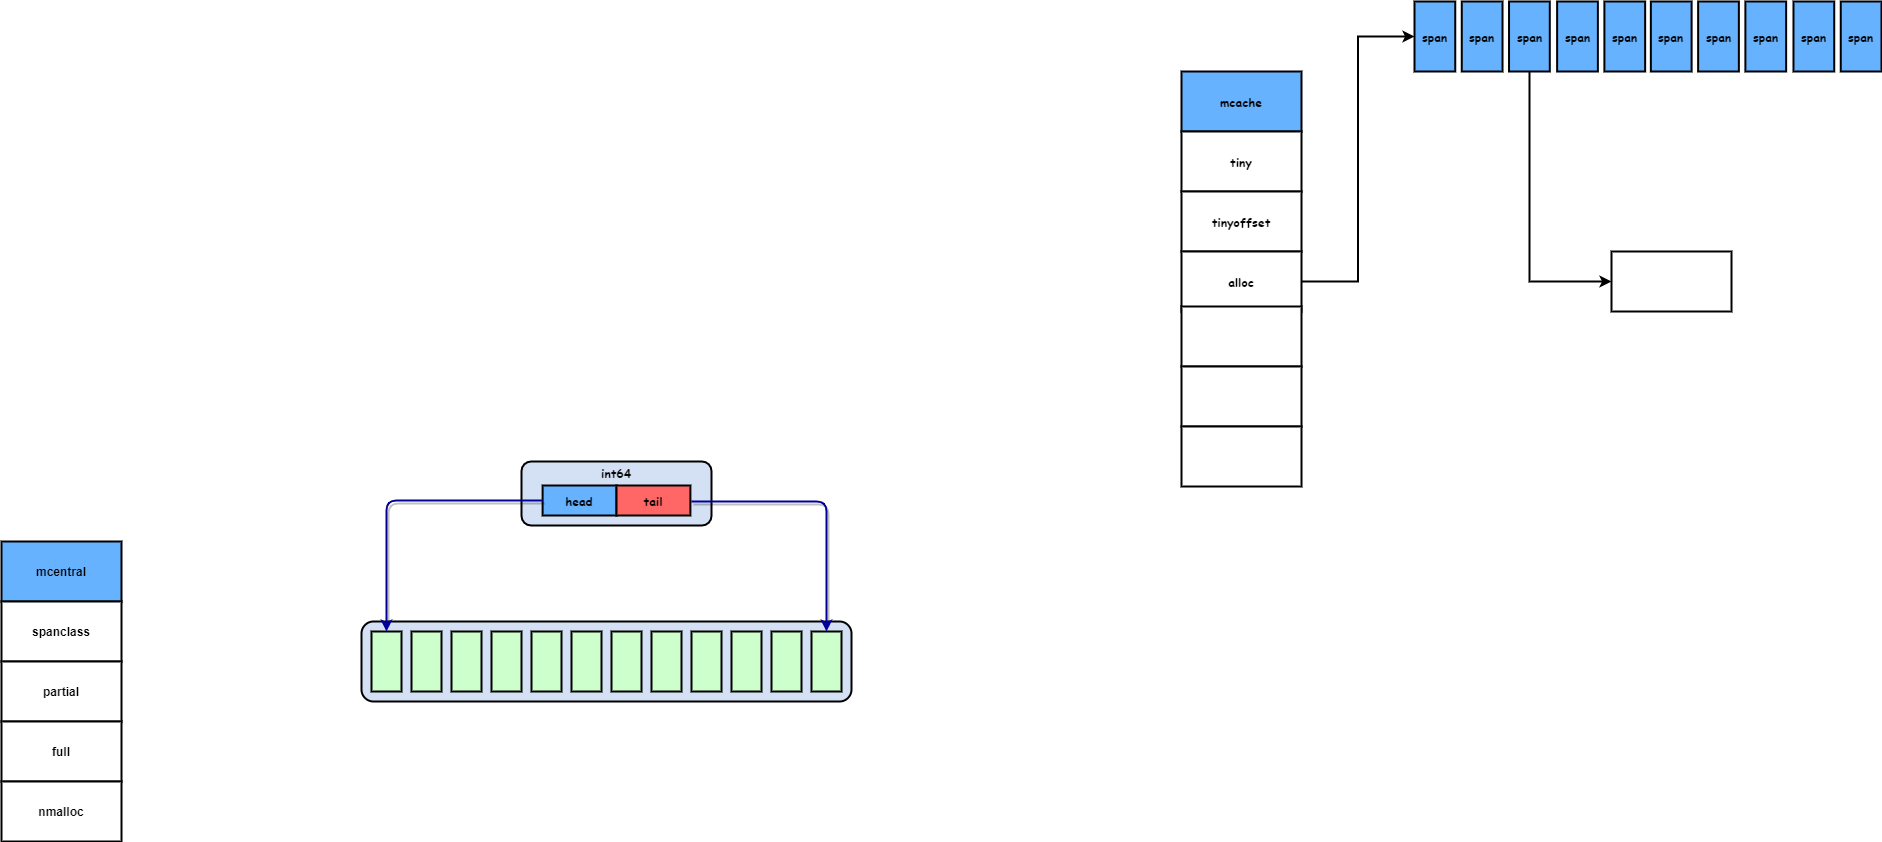 span span span span span span span span span span
mcache
tiny
tinyoffset
alloc
int64
head tail
mcentral
spanclass
partial
full
nmalloc